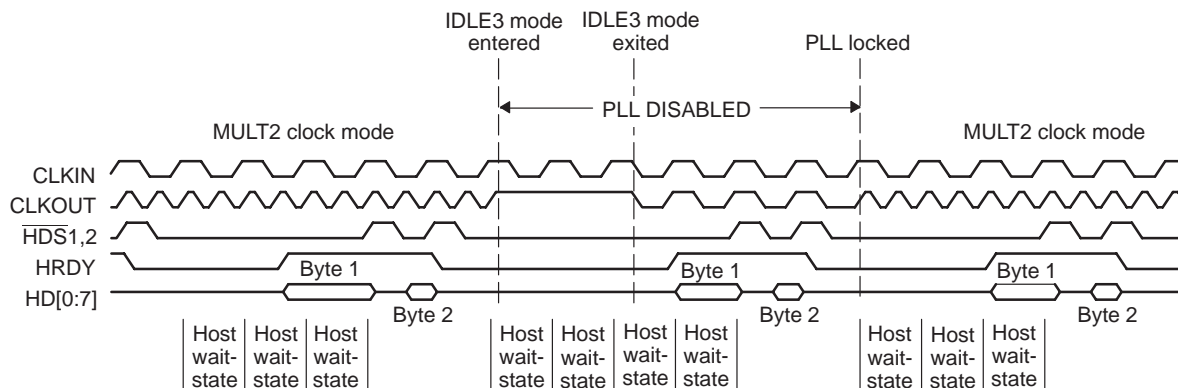 IDLE3 mode entered
IDLE3 mode exited
PLL locked
PLL DISABLED
MULT2 clock mode
MULT2 clock mode
CLKIN
CLKOUT
HDS1,2
HRDY
Byte 1
Byte 1
Byte 1
HD[0:7]
Byte 2
Byte 2
Byte 2
Host wait-state
Host wait-state
Host wait-state
Host wait-state
Host wait-state
Host wait-state
Host wait-state
Host wait-state
Host wait-state
Host wait-state